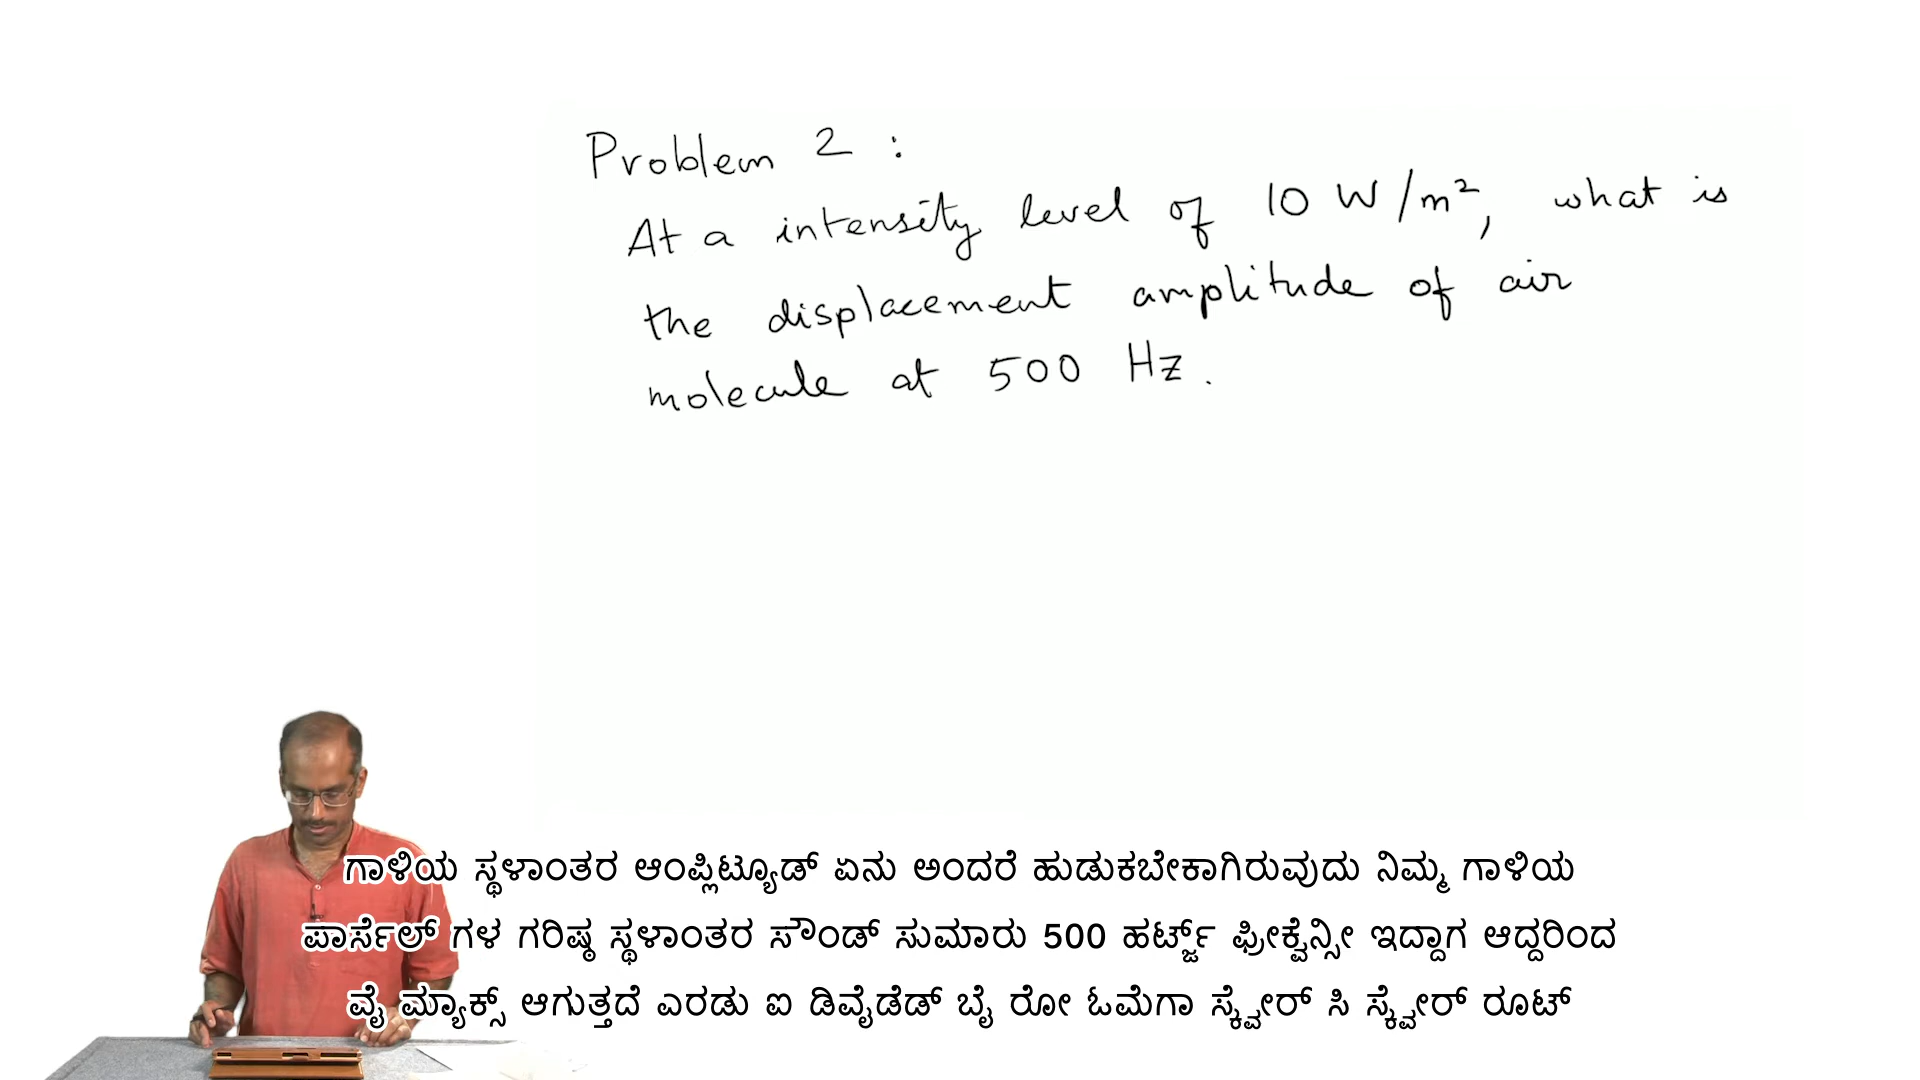 Problem 2 :
At a intensity level of 10 W/m², what is
the displacement amplitude of air
molecule at 500 Hz.
ಗಾಳಿಯ ಸ್ಥಳಾಂತರ ಆಂಪ್ಲಿಟ್ಯೂಡ್ ಏನು ಅಂದರೆ ಹುಡುಕಬೇಕಾಗಿರುವುದು ನಿಮ್ಮ ಗಾಳಿಯ
ಪಾರ್ಸೆಲ್ ಗಳ ಗರಿಷ್ಠ ಸ್ಥಳಾಂತರ ಸೌಂಡ್ ಸುಮಾರು 500 ಹರ್ಟ್ಜ್ ಫ್ರೀಕ್ವೆನ್ಸೀ ಇದ್ದಾಗ ಆದ್ದರಿಂದ
ವೈ ಮ್ಯಾಕ್ಸ್ ಆಗುತ್ತದೆ ಎರಡು ಐ ಡಿವೈಡೆಡ್ ಬೈ ರೋ ಓಮೆಗಾ ಸ್ಕ್ವೇರ್ ಸಿ ಸ್ಕ್ವೇರ್ ರೂಟ್